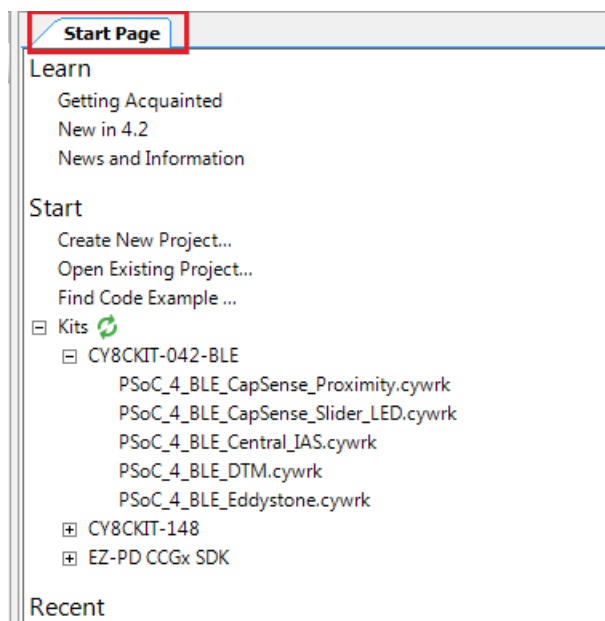 Start Page
Learn
Getting Acquainted
New in 4.2
News and Information
Start
Create New Project...
Open Existing Project...
Find Code Example ...
Kits
CY8CKIT-042-BLE
PSoC_4_BLE_CapSense_Proximity.cywrk
PSoC_4_BLE_CapSense_Slider_LED.cywrk
PSoC_4_BLE_Central_IAS.cywrk
PSoC_4_BLE_DTM.cywrk
PSoC_4_BLE_Eddystone.cywrk
CY8CKIT-148
EZ-PD CCGx SDK
Recent